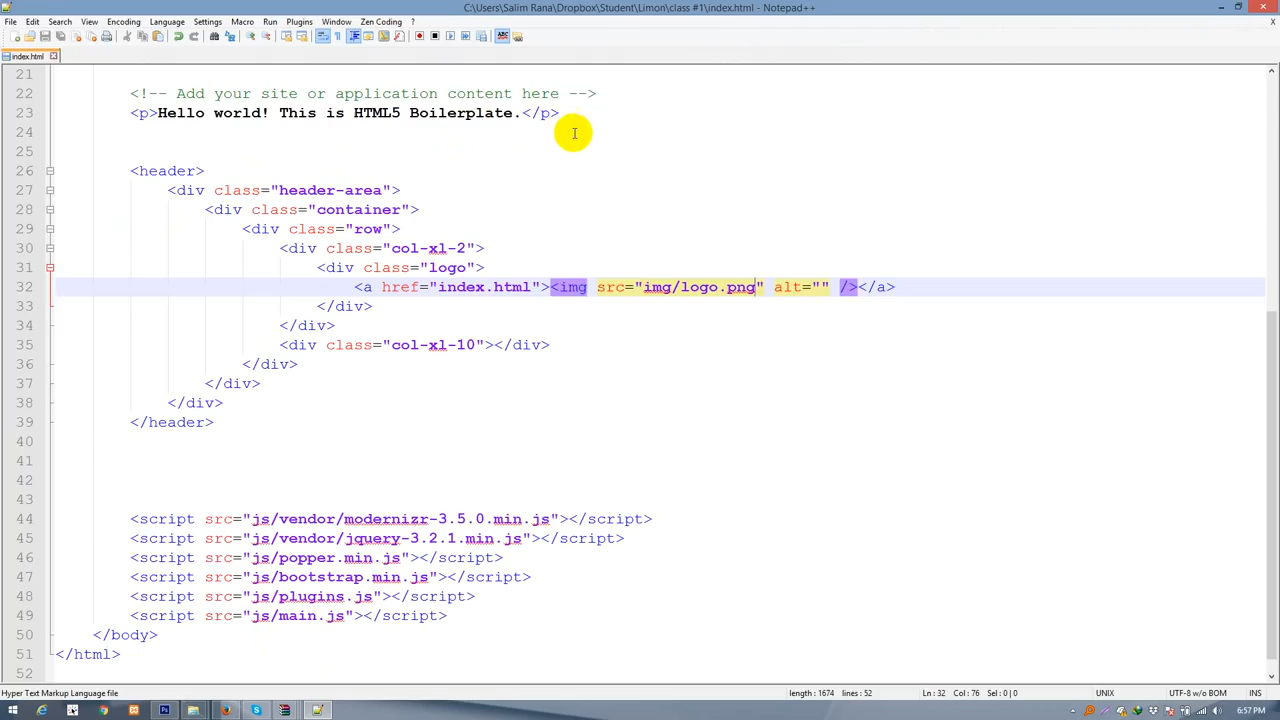 C:\Users\Salim Rana\Dropbox\Student\Limon\class #1\index.html - Notepad++
File Edit Search View Encoding Language Settings Macro Run Plugins Window Zen Coding ? X
index.html
21
22 <!-- Add your site or application content here -->
23 <p>Hello world! This is HTML5 Boilerplate.</p>
24
25
26 <header>
27 <div class="header-area">
28 <div class="container">
29 <div class="row">
30 <div class="col-xl-2">
31 <div class="logo">
32 <a href="index.html"><img src="img/logo.png" alt="" /></a>
33 </div>
34 </div>
35 <div class="col-xl-10"></div>
36 </div>
37 </div>
38 </div>
39 </header>
40
41
42
43
44 <script src="js/vendor/modernizr-3.5.0.min.js"></script>
45 <script src="js/vendor/jquery-3.2.1.min.js"></script>
46 <script src="js/popper.min.js"></script>
47 <script src="js/bootstrap.min.js"></script>
48 <script src="js/plugins.js"></script>
49 <script src="js/main.js"></script>
50 </body>
51 </html>
52
Hyper Text Markup Language file length : 1674 lines : 52 Ln : 32 Col : 76 Sel : 0 | 0 UNIX UTF-8 w/o BOM INS
6:57 PM